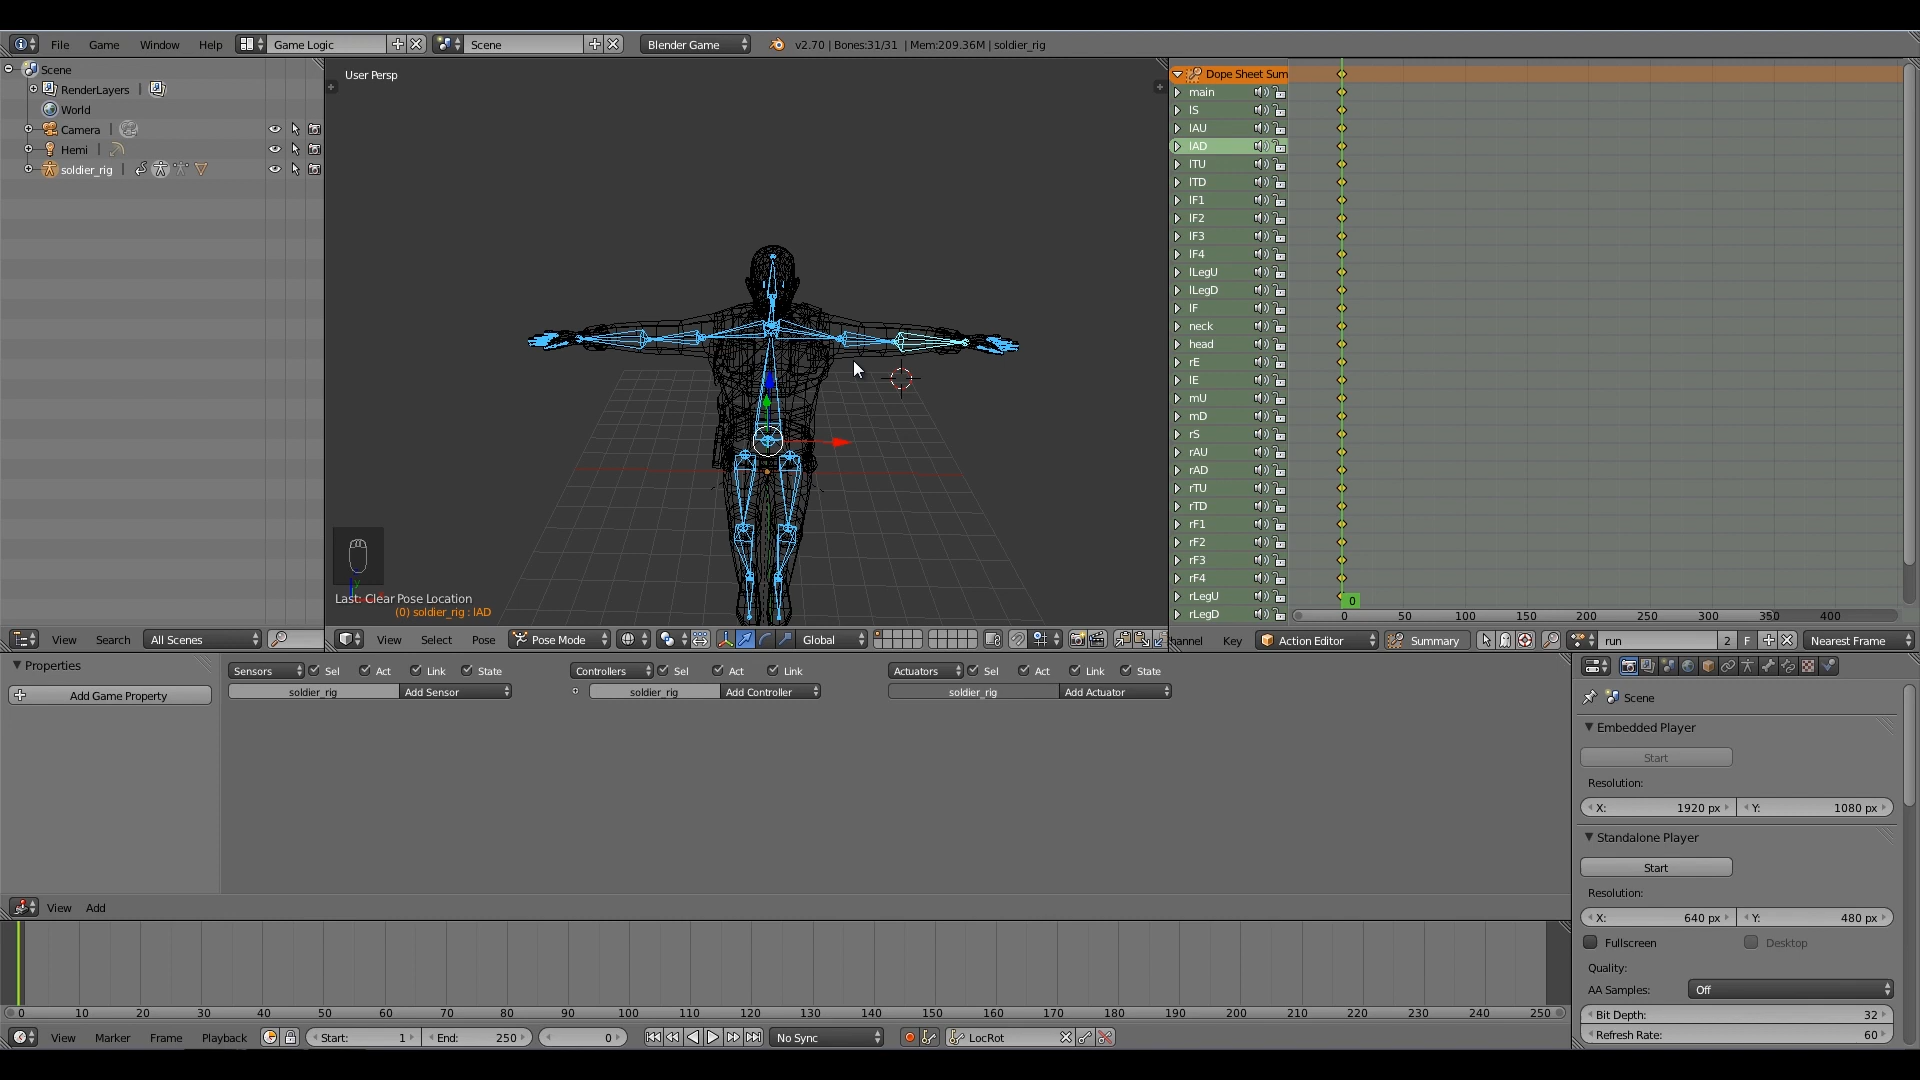 File Game Window Help Game Logic Scene Blender Game v2.70 | Bones:31/31 | Mem:209.36M | soldier_rig
Scene
RenderLayers
World
Camera
Hemi
soldier_rig
View Search All Scenes
User Persp
Last: Clear Pose Location
(0) soldier_rig : lAD
View Select Pose Pose Mode Global
Dope Sheet Sum
main
lS
lAU
lAD
lTU
lTD
lF1
lF2
lF3
lF4
lLegU
lLegD
lF
neck
head
rE
lE
mU
mD
rS
rAU
rAD
rTU
rTD
rF1
rF2
rF3
rF4
rLegU
rLegD
0
0 50 100 150 200 250 300 350 400
hannel Key Action Editor Summary run 2 F Nearest Frame
Properties
Add Game Property
Sensors Sel Act Link State
soldier_rig Add Sensor
Controllers Sel Act Link
soldier_rig Add Controller
Actuators Sel Act Link State
soldier_rig Add Actuator
View Add
Scene
Embedded Player
Start
Resolution:
X: 1920 px Y: 1080 px
Standalone Player
Start
Resolution:
X: 640 px Y: 480 px
Fullscreen Desktop
Quality:
AA Samples: Off
Bit Depth: 32
Refresh Rate: 60
0 10 20 30 40 50 60 70 80 90 100 110 120 130 140 150 160 170 180 190 200 210 220 230 240 250
View Marker Frame Playback Start: 1 End: 250 0 No Sync LocRot